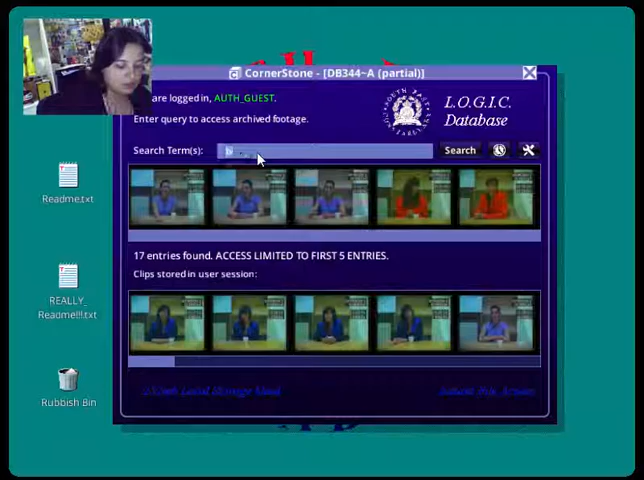 CornerStone - [DB344~A (partial)]
are logged in, AUTH_GUEST.
Enter query to access archived footage.
L.O.G.I.C.
Database
Search Term(s):
Search
17 entries found. ACCESS LIMITED TO FIRST 5 ENTRIES.
Clips stored in user session:
Readme.txt
REALLY_
Readme!!!.txt
Rubbish Bin